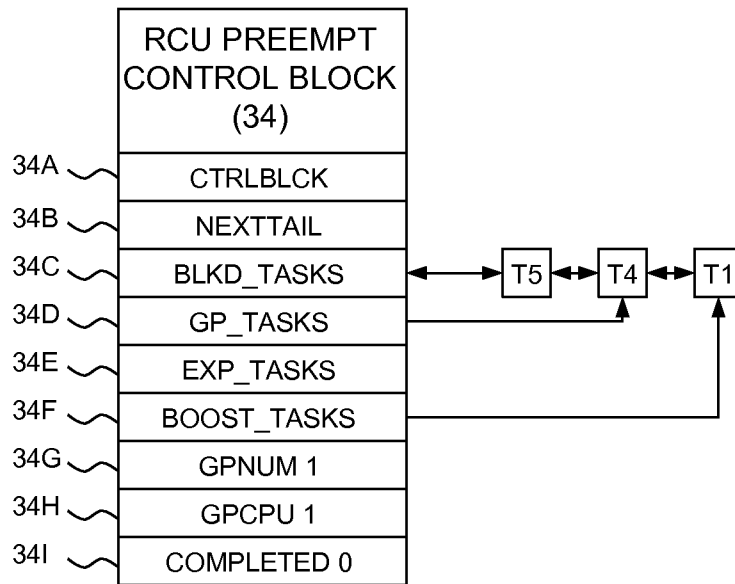 RCU PREEMPT
CONTROL BLOCK
(34)
34A CTRLBLCK
34B NEXTTAIL
34C BLKD_TASKS T5 T4 T1
34D GP_TASKS
34E EXP_TASKS
34F BOOST_TASKS
34G GPNUM 1
34H GPCPU 1
34I COMPLETED 0